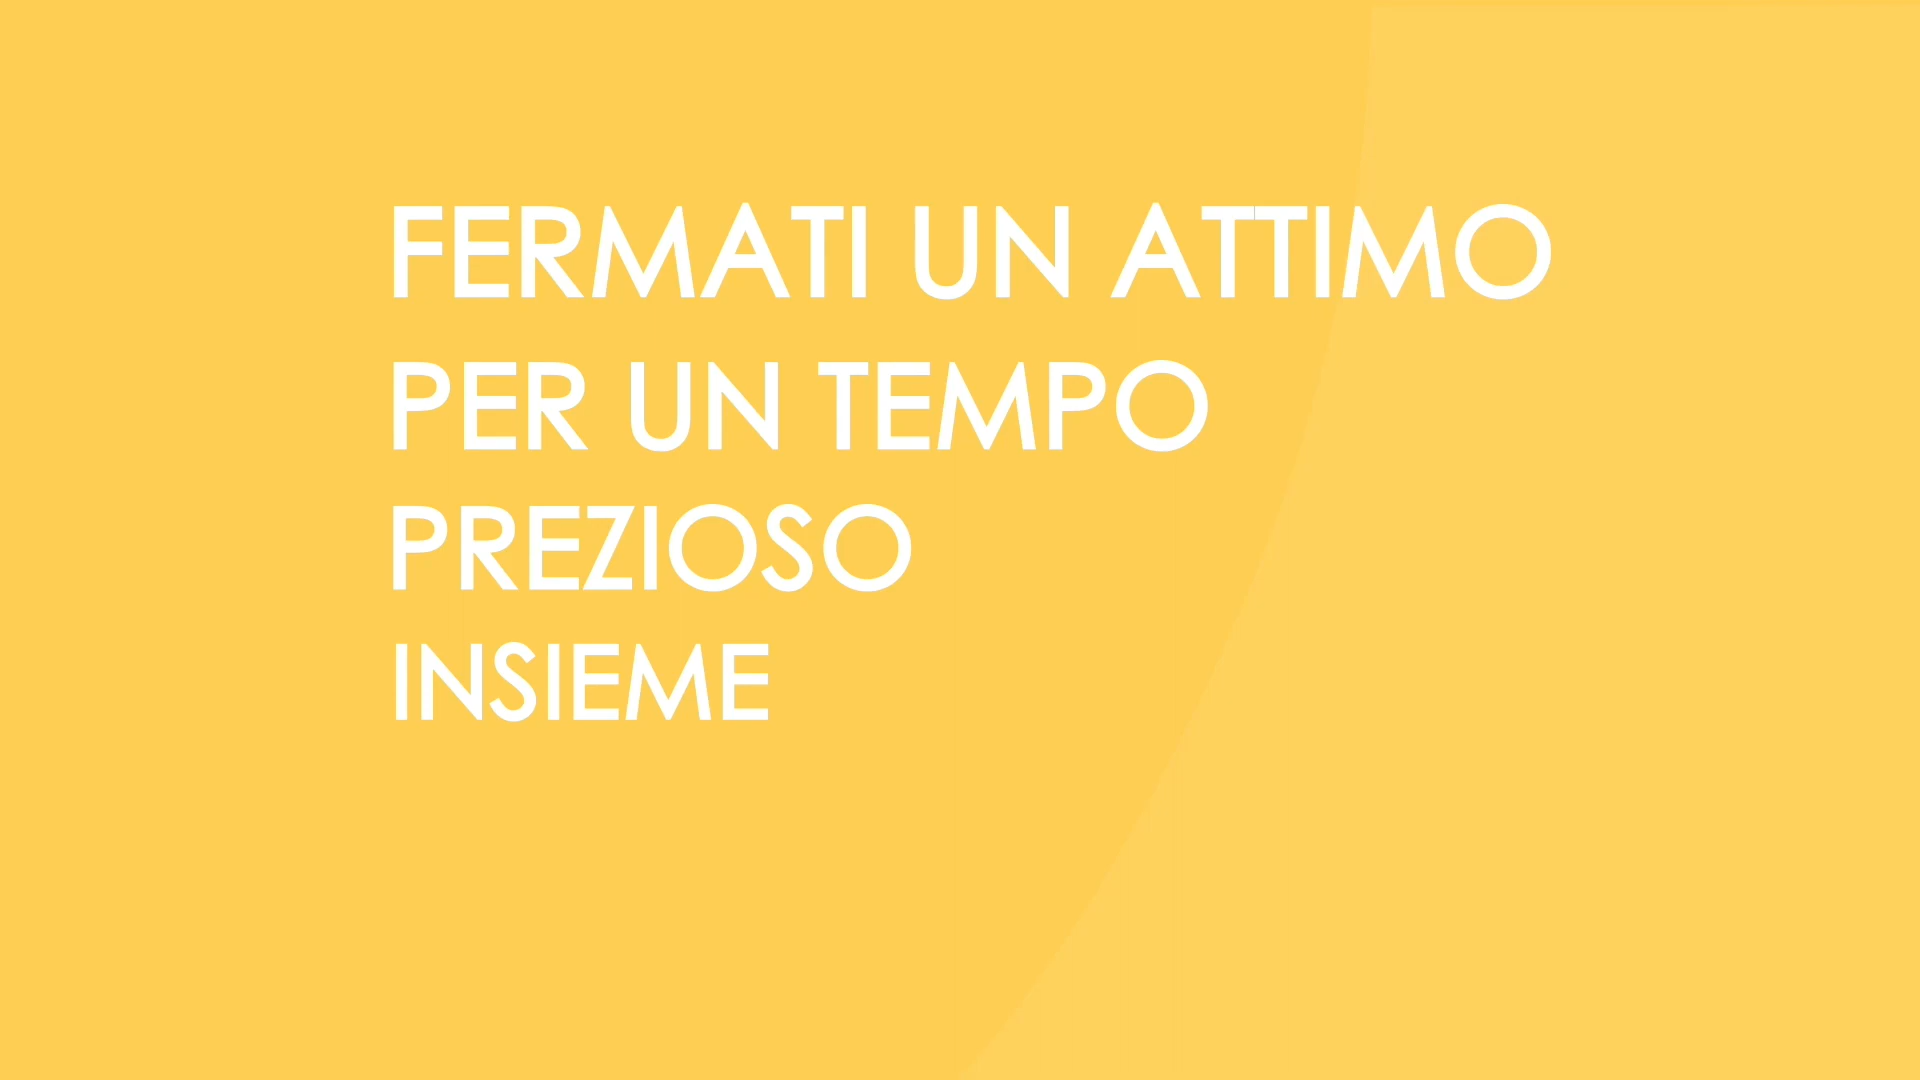 FERMATI UN ATTIMO
PER UN TEMPO
PREZIOSO
INSIEME